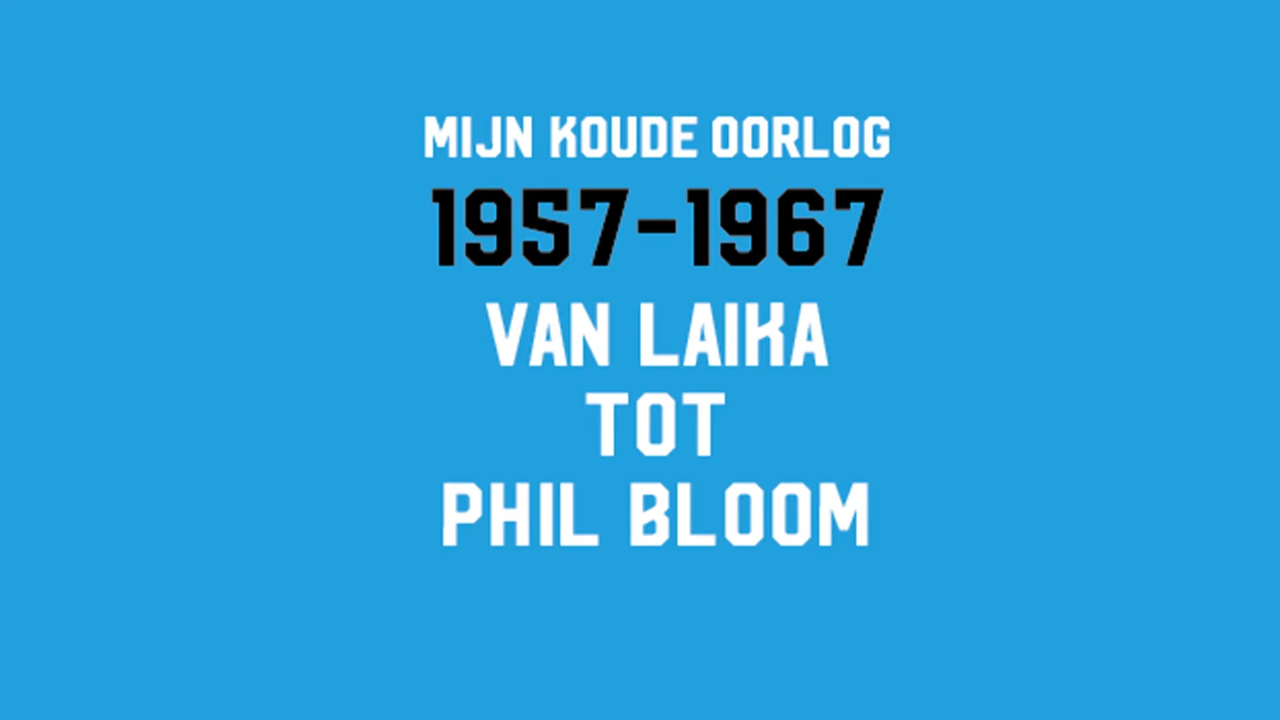 MIJN KOUDE OORLOG
1957-1967
VAN LAIKA
TOT
PHIL BLOOM